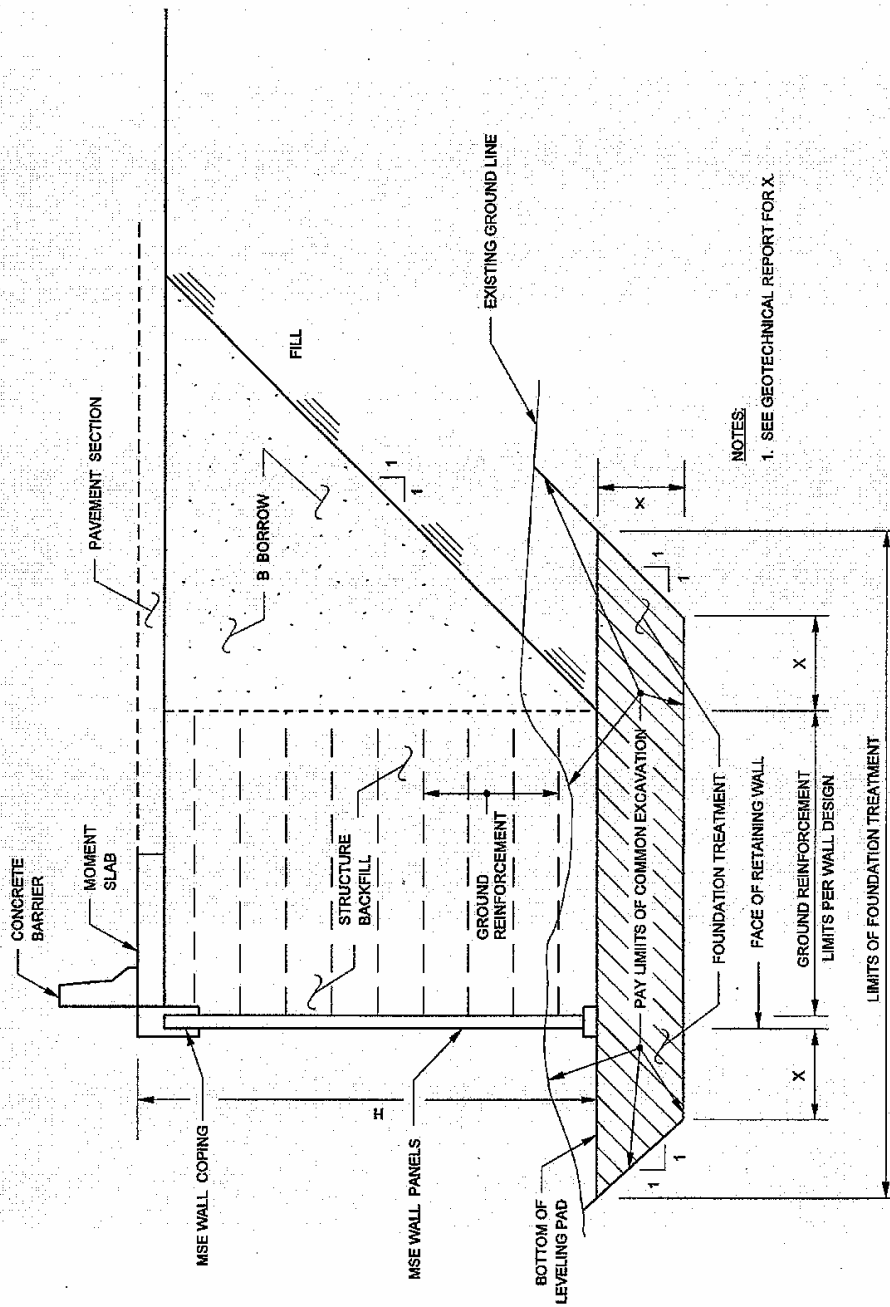 CONCRETE
BARRIER
MOMENT
SLAB
PAVEMENT SECTION
MSE WALL COPING
B BORROW
FILL
1
1
STRUCTURE
BACKFILL
GROUND
REINFORCEMENT
H
MSE WALL PANELS
EXISTING GROUND LINE
BOTTOM OF
LEVELING PAD
1
1
PAY LIMITS OF COMMON EXCAVATION
FOUNDATION TREATMENT
X
1
1
X
FACE OF RETAINING WALL
GROUND REINFORCEMENT
LIMITS PER WALL DESIGN
X
LIMITS OF FOUNDATION TREATMENT
NOTES:
1. SEE GEOTECHNICAL REPORT FOR X.